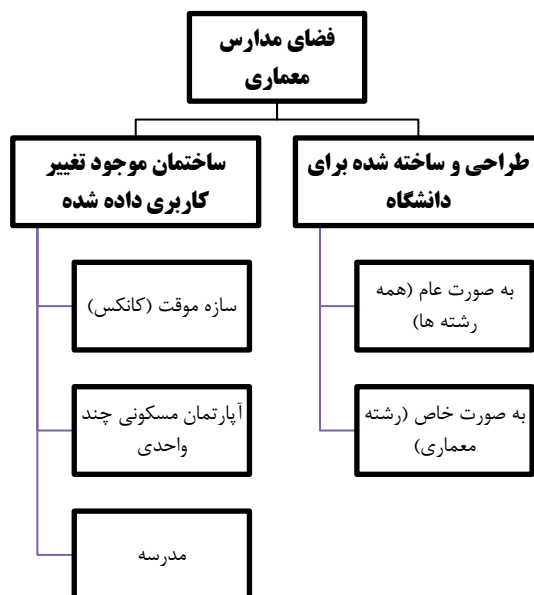 فضای مدارس
معماری
طراحی و ساخته شده برای
دانشگاه
به صورت عام (همه
رشته ها)
به صورت خاص (رشته
معماری)
ساختمان موجود تغییر
کاربری داده شده
سازه موقت (کانکس)
آپارتمان مسکونی چند
واحدی
مدرسه